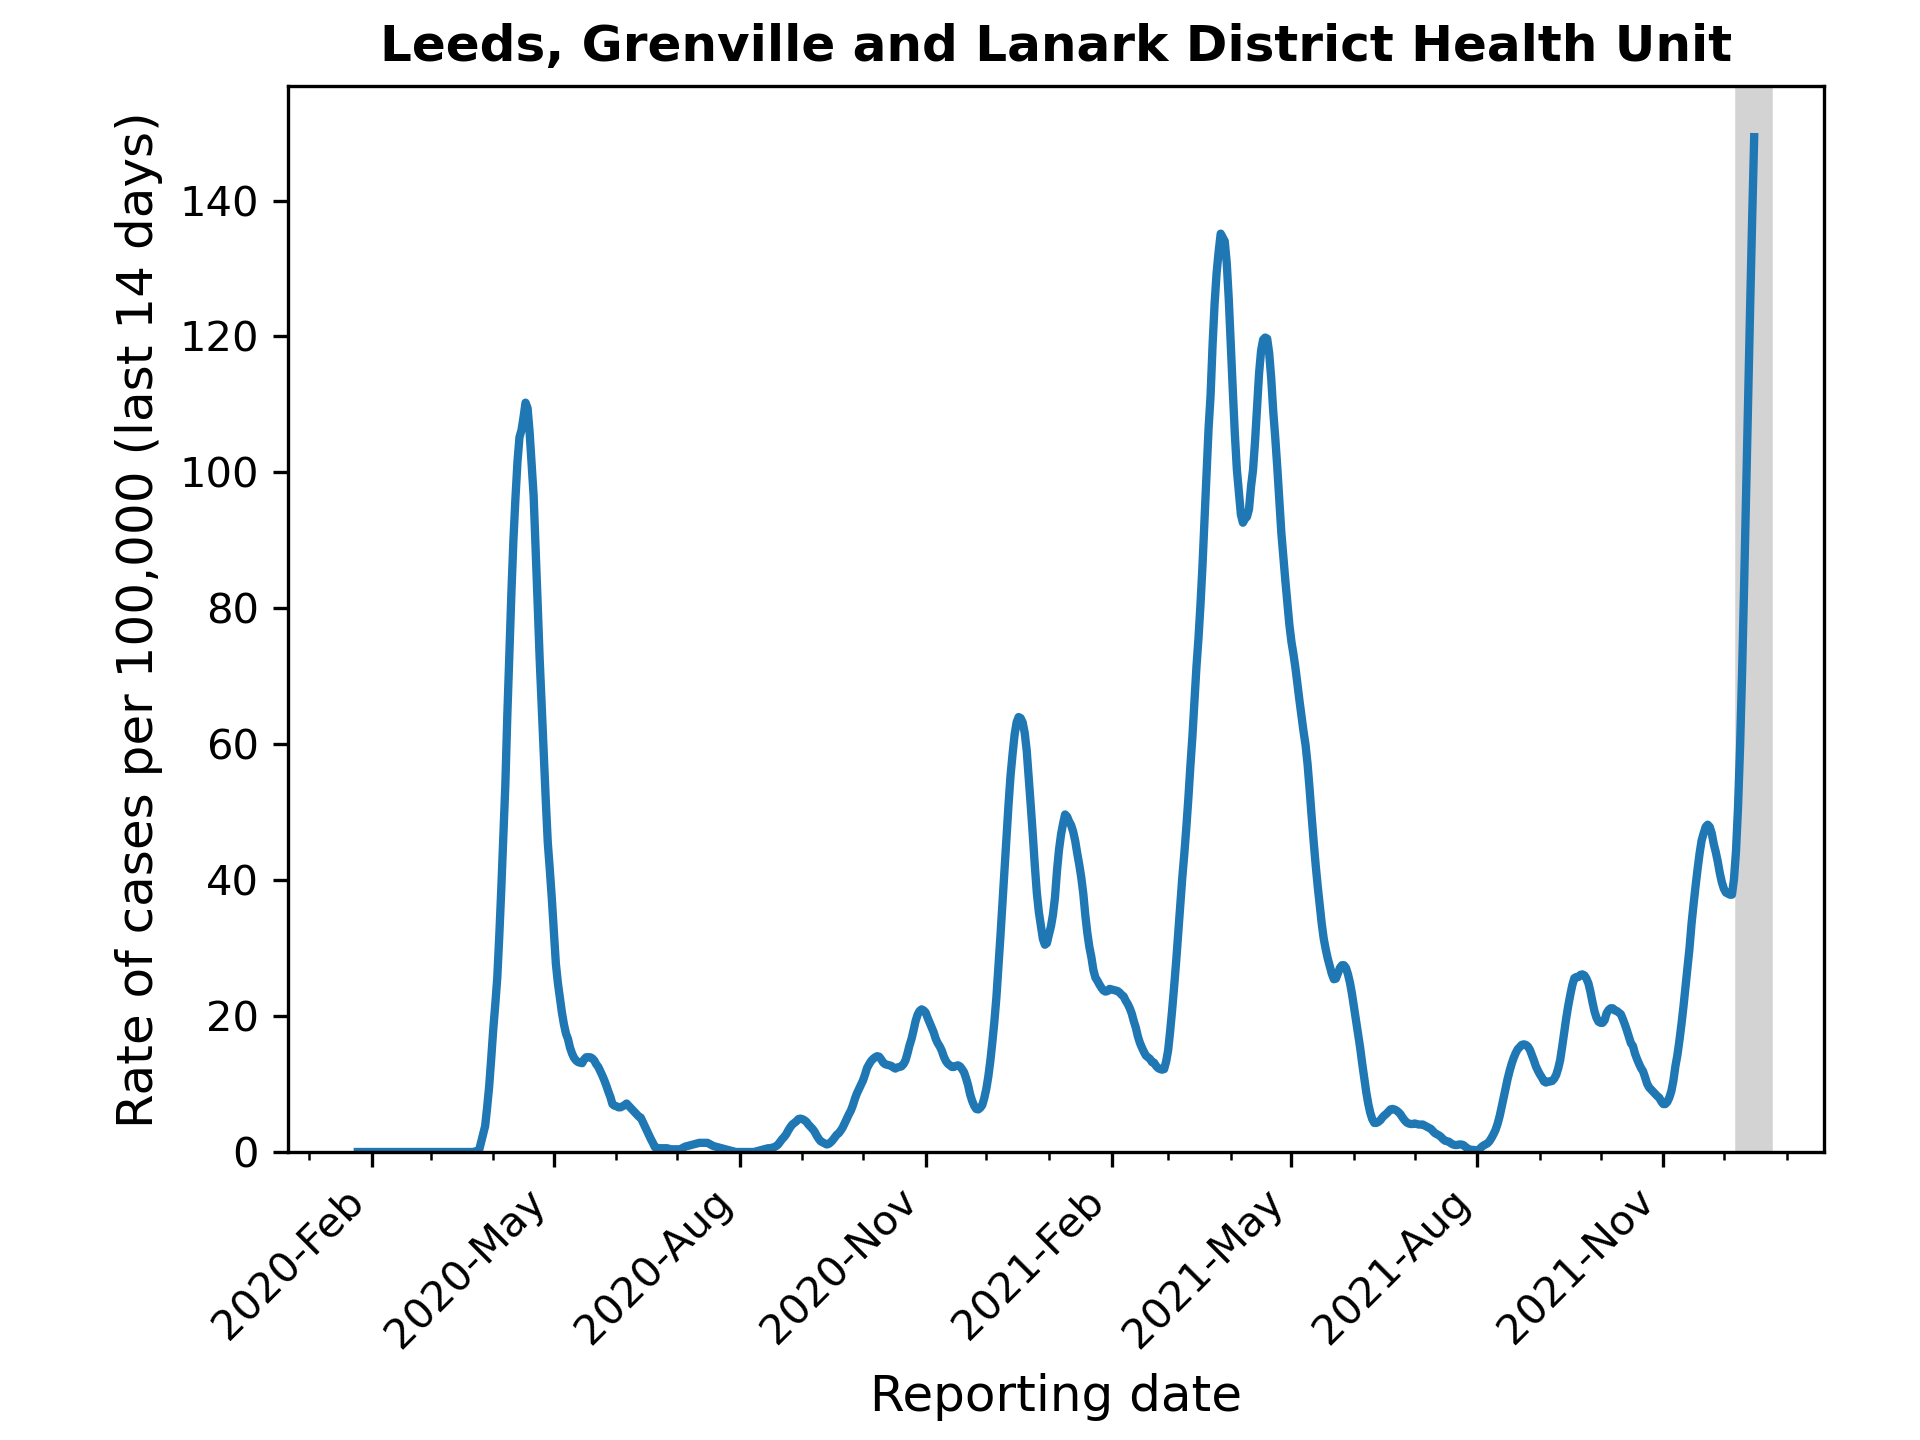 Leeds, Grenville and Lanark District Health Unit
Rate of cases per 100,000 (last 14 days)
140
120
100
80
60
40
20
0
2020-Feb
2020-May
2020-Aug
2020-Nov
2021-Feb
2021-May
2021-Aug
2021-Nov
Reporting date